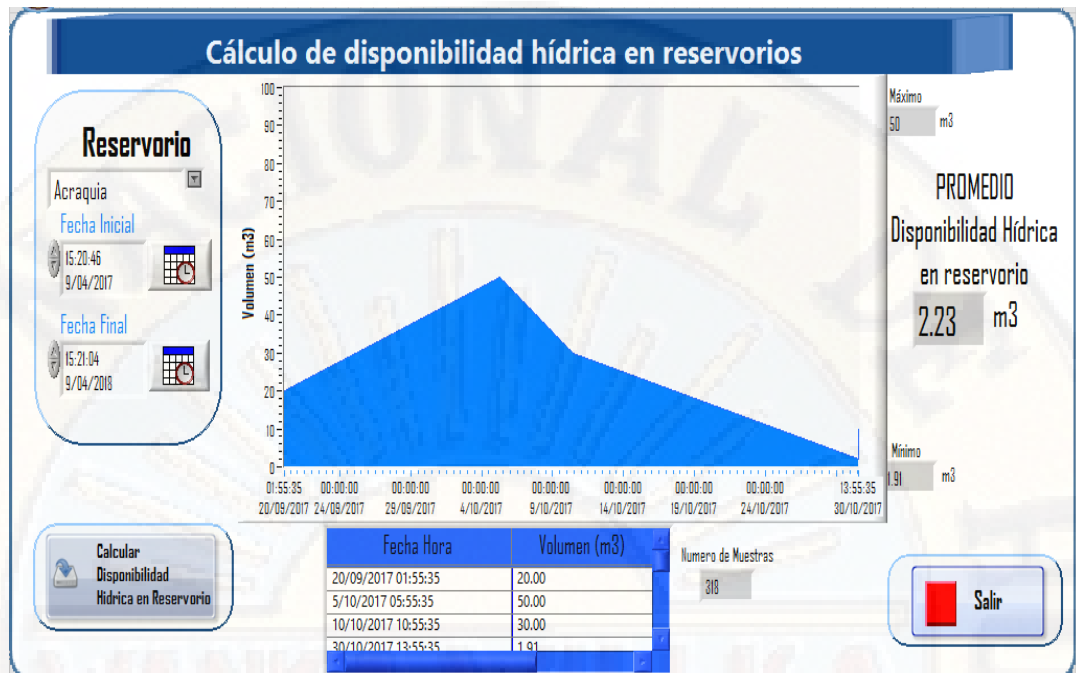 Cálculo de disponibilidad hídrica en reservorios
Reservorio
Acraquia
Fecha Inicial
15:20:46
9/04/2017
Fecha Final
15:21:04
9/04/2018
Volumen (m3)
100
90
80
70
60
50
40
30
20
10
0
01:55:35 00:00:00 00:00:00 00:00:00 00:00:00 00:00:00 00:00:00 00:00:00 13:55:35
20/09/2017 24/09/2017 29/09/2017 4/10/2017 9/10/2017 14/10/2017 19/10/2017 24/10/2017 30/10/2017
Máximo
50 m3
PROMEDIO
Disponibilidad Hídrica
en reservorio
2.23 m3
Mínimo
1.91 m3
Calcular
Disponibilidad
Hidrica en Reservorio
Fecha Hora Volumen (m3)
20/09/2017 01:55:35 20.00
5/10/2017 05:55:35 50.00
10/10/2017 10:55:35 30.00
30/10/2017 13:55:35 1.91
Numero de Muestras
318
Salir